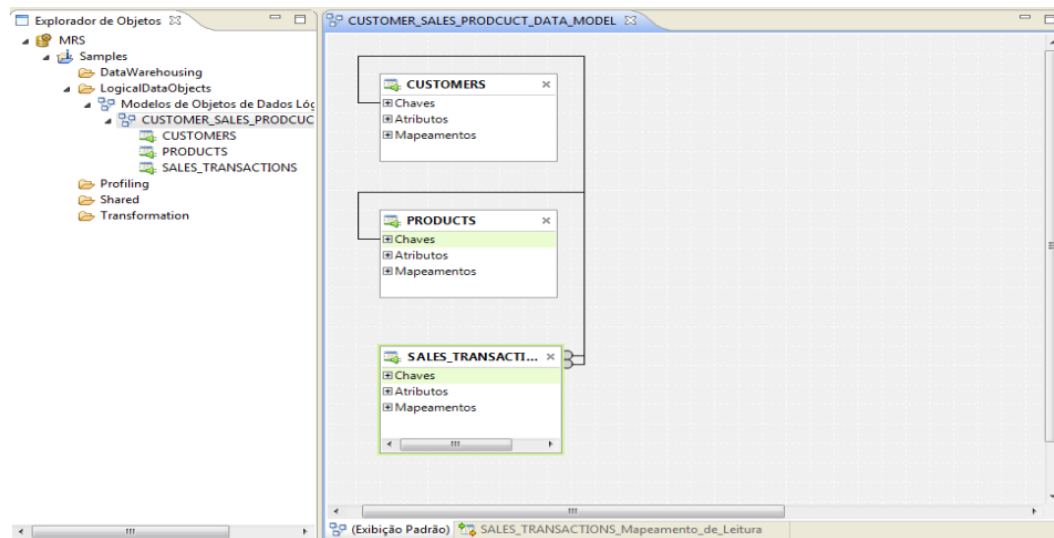 Explorador de Objetos
MRS
Samples
DataWarehousing
LogicalDataObjects
Modelos de Objetos de Dados Lóg
CUSTOMER_SALES_PRODCUC
CUSTOMERS
PRODUCTS
SALES_TRANSACTIONS
Profiling
Shared
Transformation
CUSTOMER_SALES_PRODCUCT_DATA_MODEL
CUSTOMERS
Chaves
Atributos
Mapeamentos
PRODUCTS
Chaves
Atributos
Mapeamentos
SALES_TRANSACTI...
Chaves
Atributos
Mapeamentos
(Exibição Padrão) SALES_TRANSACTIONS_Mapeamento_de_Leitura